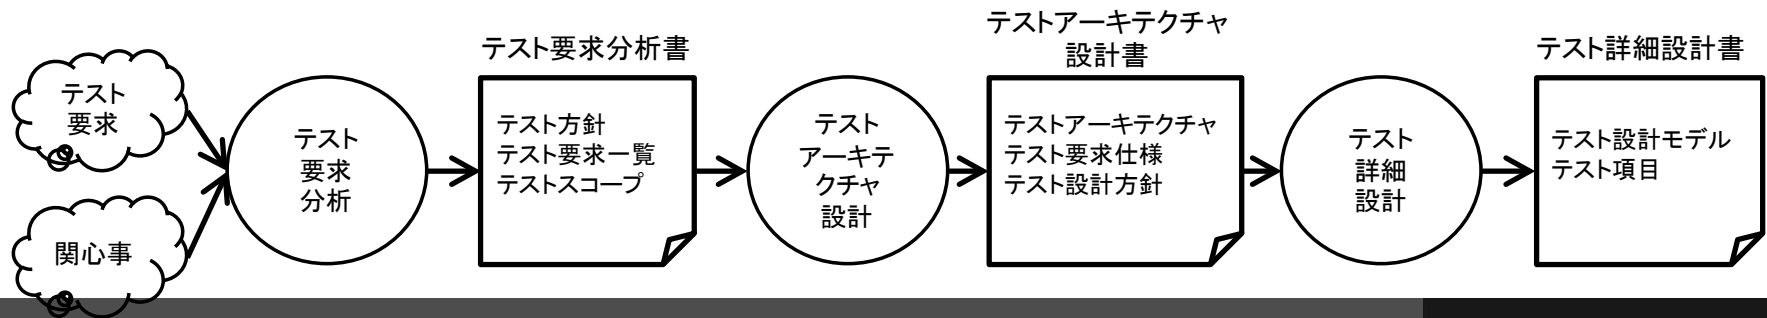 テスト
要求
関心事
テスト
要求
分析
テスト要求分析書
テスト方針
テスト要求一覧
テストスコープ
テスト
アーキテ
クチャ
設計
テストアーキテクチャ
設計書
テストアーキテクチャ
テスト要求仕様
テスト設計方針
テスト
詳細
設計
テスト詳細設計書
テスト設計モデル
テスト項目